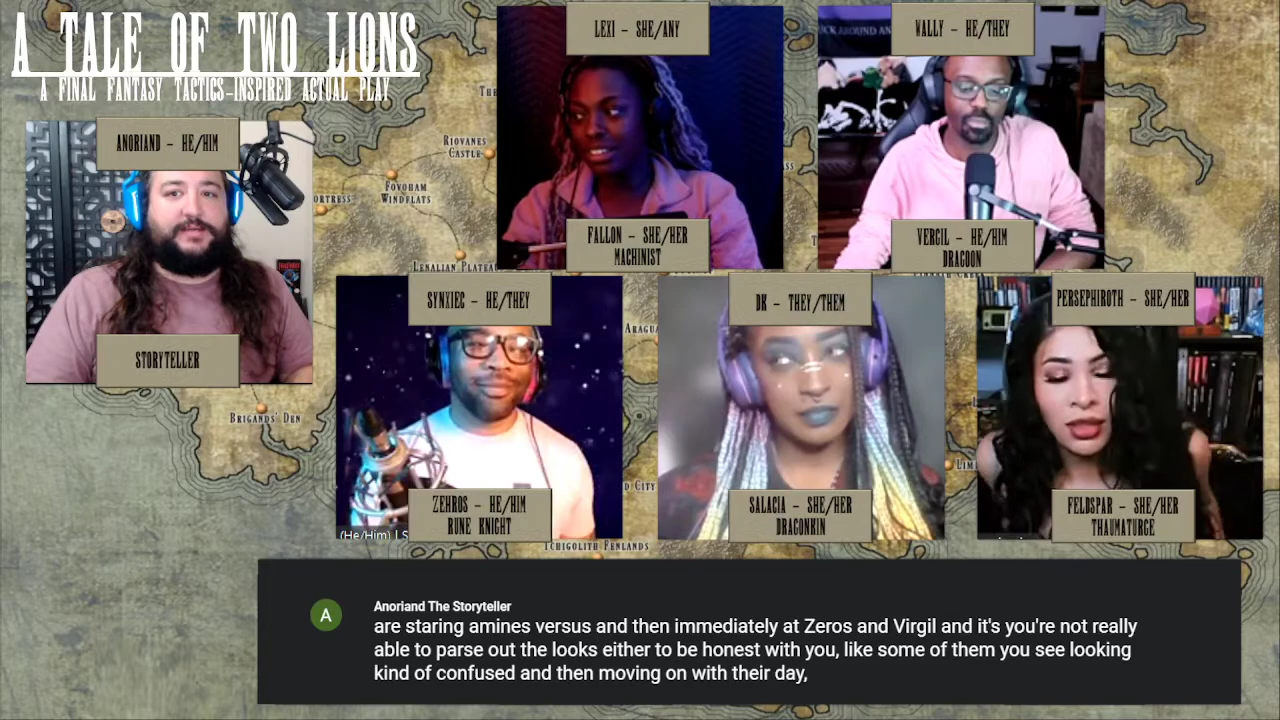 A TALE OF TWO LIONS
A FINAL FANTASY TACTICS-INSPIRED ACTUAL PLAY
LEXI - SHE/ANY
WALLY - HE/THEY
ANORIAND - HE/HIM
RIOVANES
CASTLE
FOVOHAM
WINDFLATS
LENALIAN PLATEAU
FALLON - SHE/HER
MACHINIST
VERGIL - HE/HIM
DRAGOON
SYNXIEC - HE/THEY
DK - THEY/THEM
PERSEPHIROTH - SHE/HER
STORYTELLER
BRIGANDS' DEN
ZEHROS - HE/HIM
RUNE KNIGHT
SALACIA - SHE/HER
DRAGONKIN
FELDSPAR - SHE/HER
THAUMATURGE
(He/Him) | S
TCHIGOLITH FENLANDS
A
Anoriand The Storyteller
are staring amines versus and then immediately at Zeros and Virgil and it's you're not really
able to parse out the looks either to be honest with you, like some of them you see looking
kind of confused and then moving on with their day,